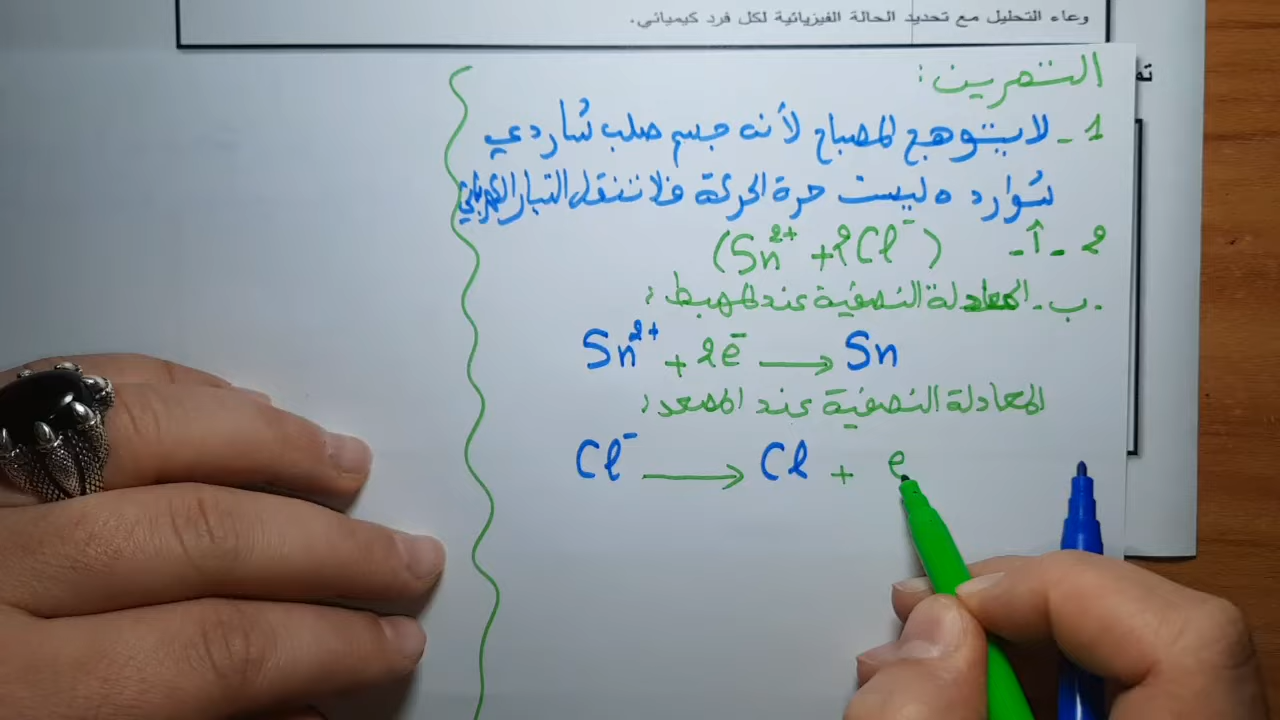 وعاء التحليل مع تحديد الحالة الفيزيائية لكل فرد كيميائي.
تم
التمرين:
1- لا يتوهج المصباح لأنه جسم صلب شاردي
شوارده ليست حرة الحركة فلا تنقل التيار الكهربائي
2 - أ - (Sn²⁺ + 2Cl⁻)
ب - المعادلة النصفية عند المهبط:
Sn²⁺ + 2e⁻ → Sn
المعادلة النصفية عند المصعد:
Cl⁻ → Cl + e